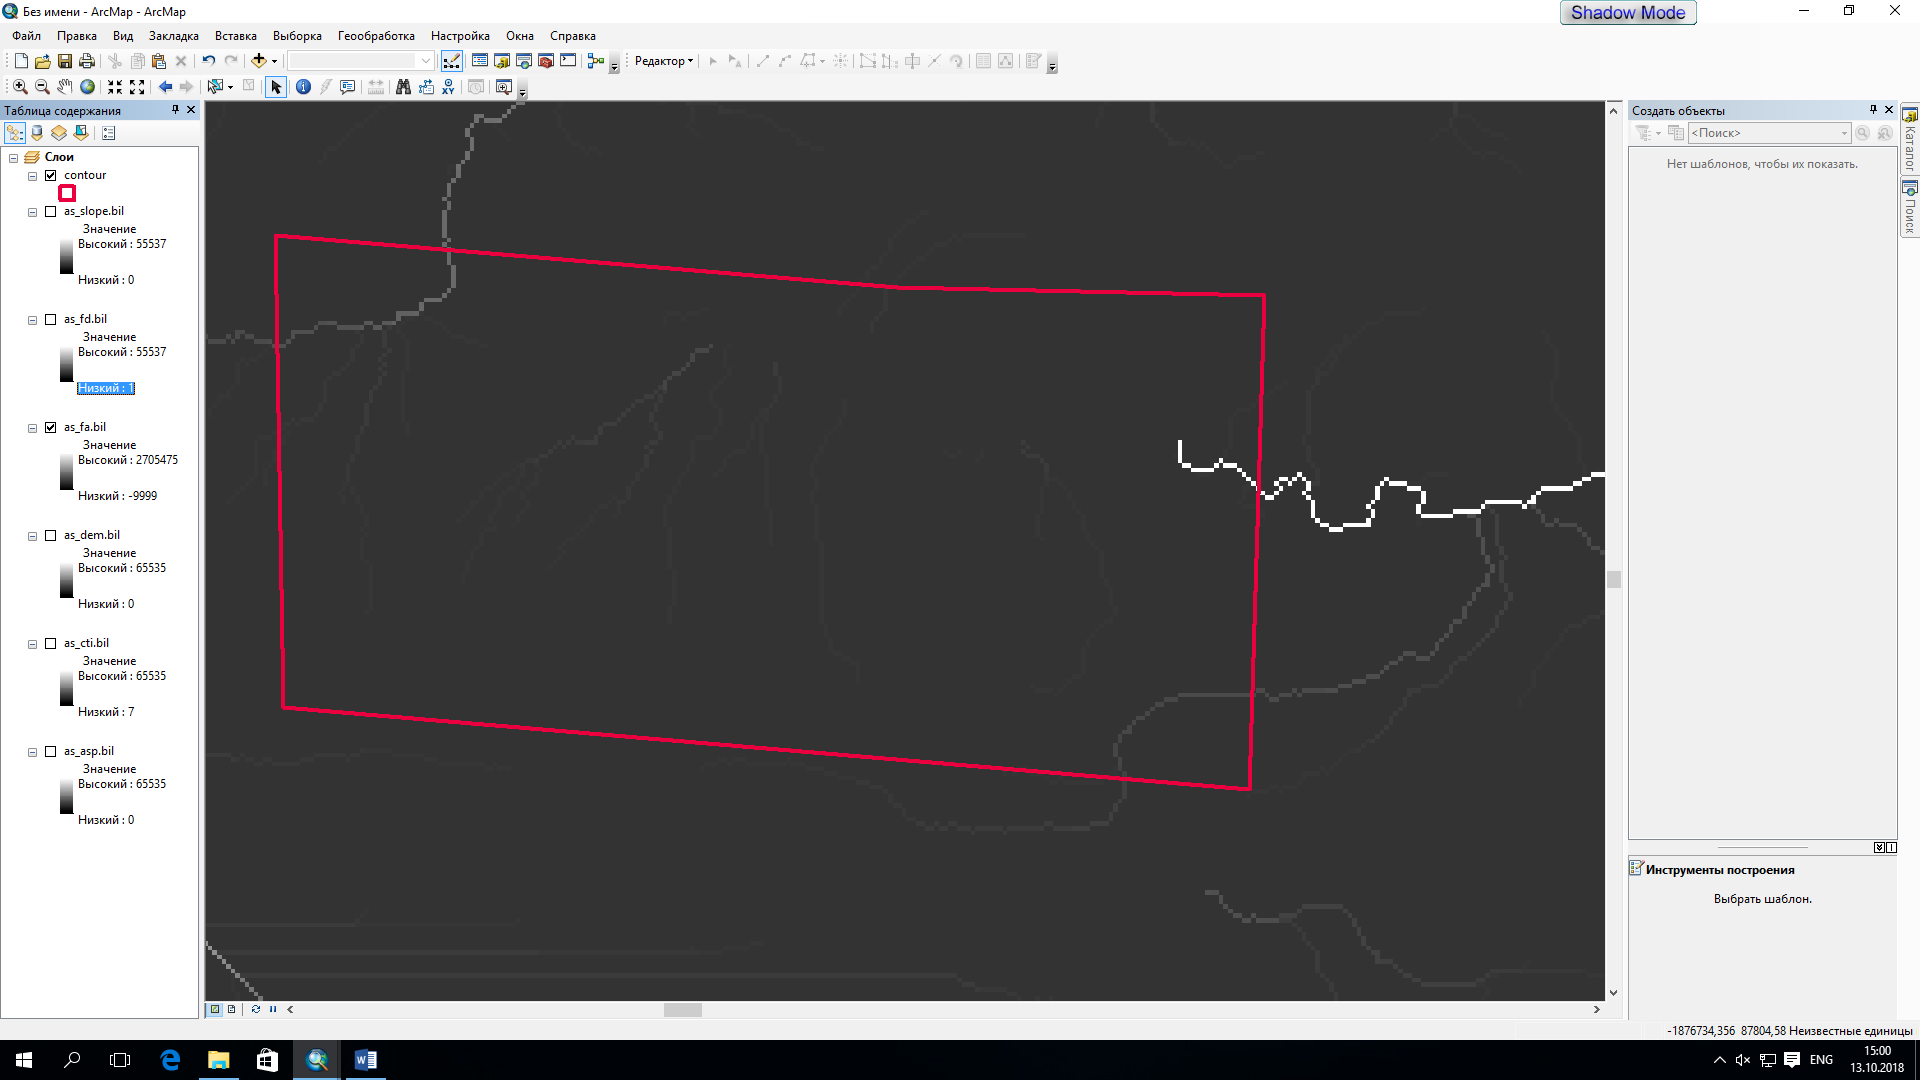 Без имени - ArcMap - ArcMap
Shadow Mode
Файл Правка Вид Закладка Вставка Выборка Геообработка Настройка Окна Справка
Редактор
Таблица содержания
Слои
contour
as_slope.bil
Значение
Высокий : 55537
Низкий : 0
as_fd.bil
Значение
Высокий : 55537
Низкий : 1
as_fa.bil
Значение
Высокий : 2705475
Низкий : -9999
as_dem.bil
Значение
Высокий : 65535
Низкий : 0
as_cti.bil
Значение
Высокий : 65535
Низкий : 7
as_asp.bil
Значение
Высокий : 65535
Низкий : 0
Создать объекты
<Поиск>
Нет шаблонов, чтобы их показать.
Инструменты построения
Выбрать шаблон.
Каталог
Поиск
-1876734,356 87804,58 Неизвестные единицы
ENG
15:00
13.10.2018